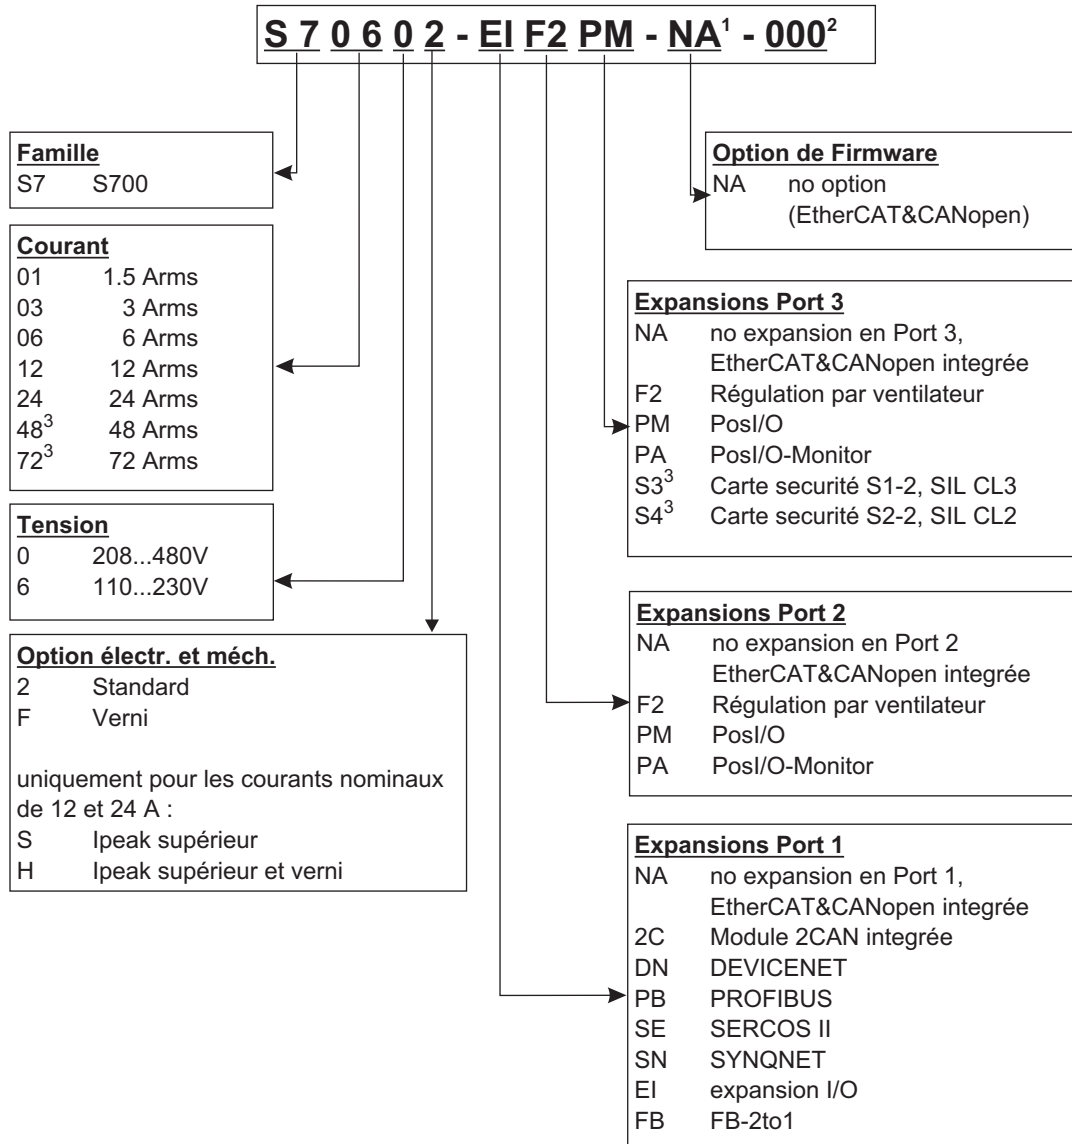 S 7 0 6 0 2 - EI F2 PM - NA¹ - 000²
Famille
S7 S700
Courant
01 1.5 Arms
03 3 Arms
06 6 Arms
12 12 Arms
24 24 Arms
48³ 48 Arms
72³ 72 Arms
Tension
0 208...480V
6 110...230V
Option électr. et méch.
2 Standard
F Verni
uniquement pour les courants nominaux
de 12 et 24 A :
S Ipeak supérieur
H Ipeak supérieur et verni
Option de Firmware
NA no option
(EtherCAT&CANopen)
Expansions Port 3
NA no expansion en Port 3,
EtherCAT&CANopen integrée
F2 Régulation par ventilateur
PM PosI/O
PA PosI/O-Monitor
S3³ Carte securité S1-2, SIL CL3
S4³ Carte securité S2-2, SIL CL2
Expansions Port 2
NA no expansion en Port 2
EtherCAT&CANopen integrée
F2 Régulation par ventilateur
PM PosI/O
PA PosI/O-Monitor
Expansions Port 1
NA no expansion en Port 1,
EtherCAT&CANopen integrée
2C Module 2CAN integrée
DN DEVICENET
PB PROFIBUS
SE SERCOS II
SN SYNQNET
EI expansion I/O
FB FB-2to1